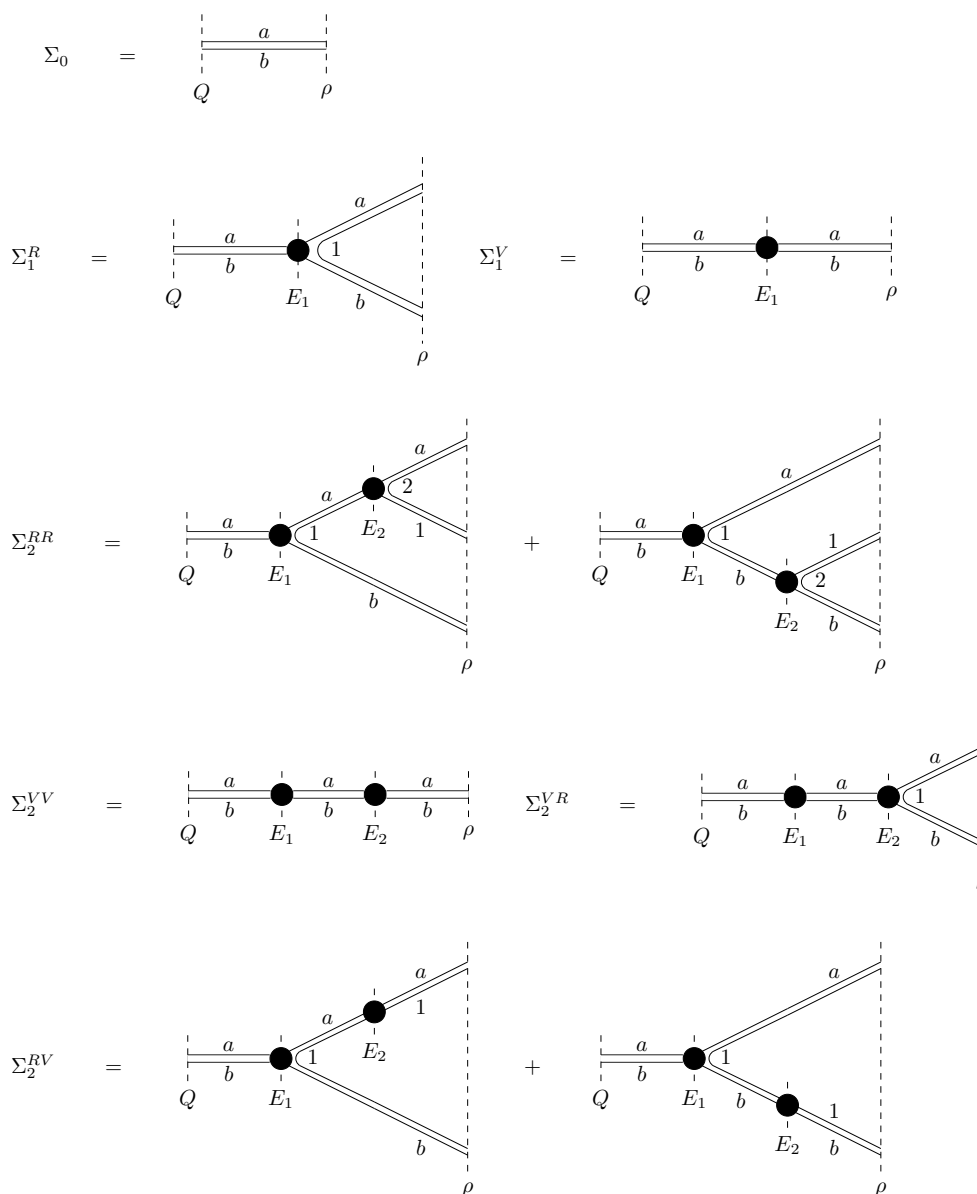 Σ₀ = a b Q ρ
Σ₁ᴿ = a b Q E₁ a 1 b ρ
Σ₁ⱽ = a b Q E₁ a b ρ
Σ₂ᴿᴿ = a b Q E₁ a 1 b E₂ a 2 1 ρ
+ a b Q E₁ a 1 b E₂ 1 2 b ρ
Σ₂ⱽⱽ = a b Q E₁ a b E₂ a b ρ
Σ₂ⱽᴿ = a b Q E₁ a b E₂ a 1 b
Σ₂ᴿⱽ = a b Q E₁ a 1 b E₂ a 1 ρ
+ a b Q E₁ a 1 b E₂ 1 b ρ